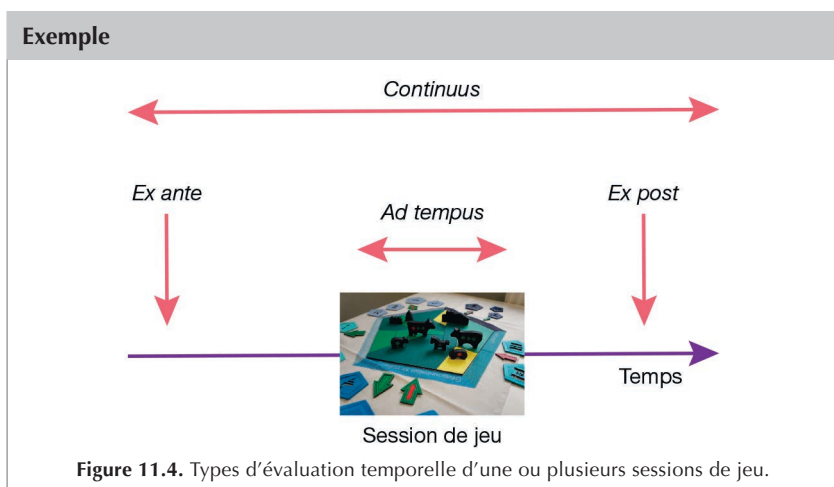 Exemple
Continuus
Ex ante
Ad tempus
Ex post
Temps
Session de jeu
Figure 11.4. Types d’évaluation temporelle d’une ou plusieurs sessions de jeu.